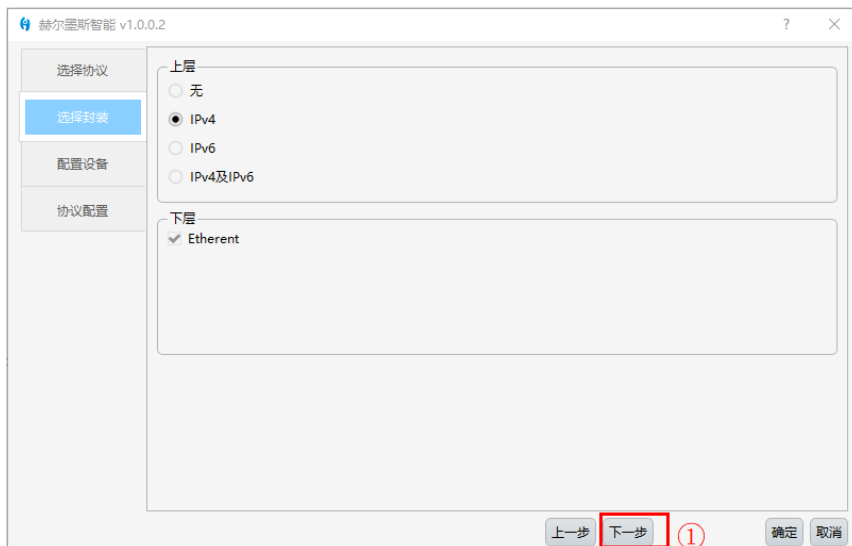 赫尔墨斯智能 v1.0.0.2
?
选择协议
选择封装
配置设备
协议配置
上层
无
IPv4
IPv6
IPv4及IPv6
下层
Etherent
上一步
下一步
①
确定
取消